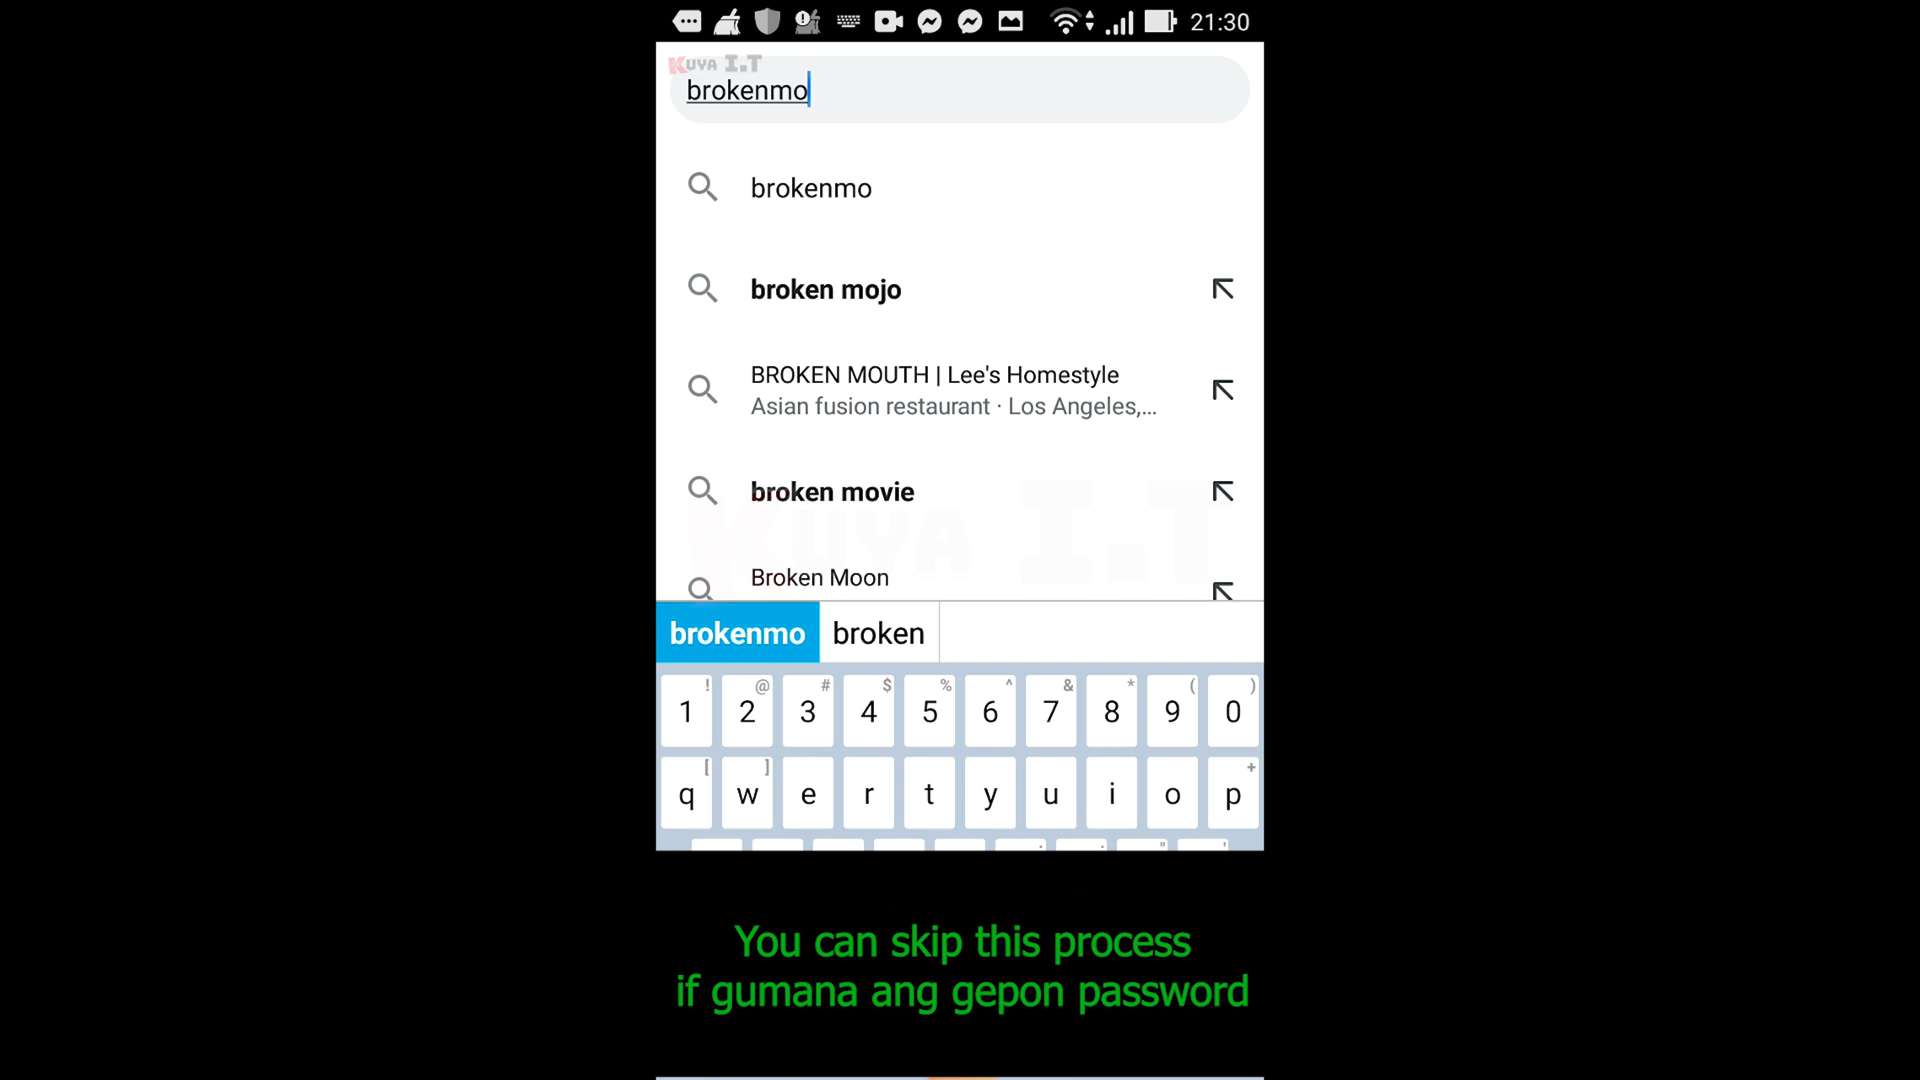 21:30
KUYA I.T
brokenmo
brokenmo
broken mojo
BROKEN MOUTH | Lee's Homestyle
Asian fusion restaurant · Los Angeles,...
broken movie
KUYA I.T
Broken Moon
brokenmo broken
! @ # $ % ^ & * ( )
1 2 3 4 5 6 7 8 9 0
[ ] +
q w e r t y u i o p
You can skip this process
if gumana ang gepon password